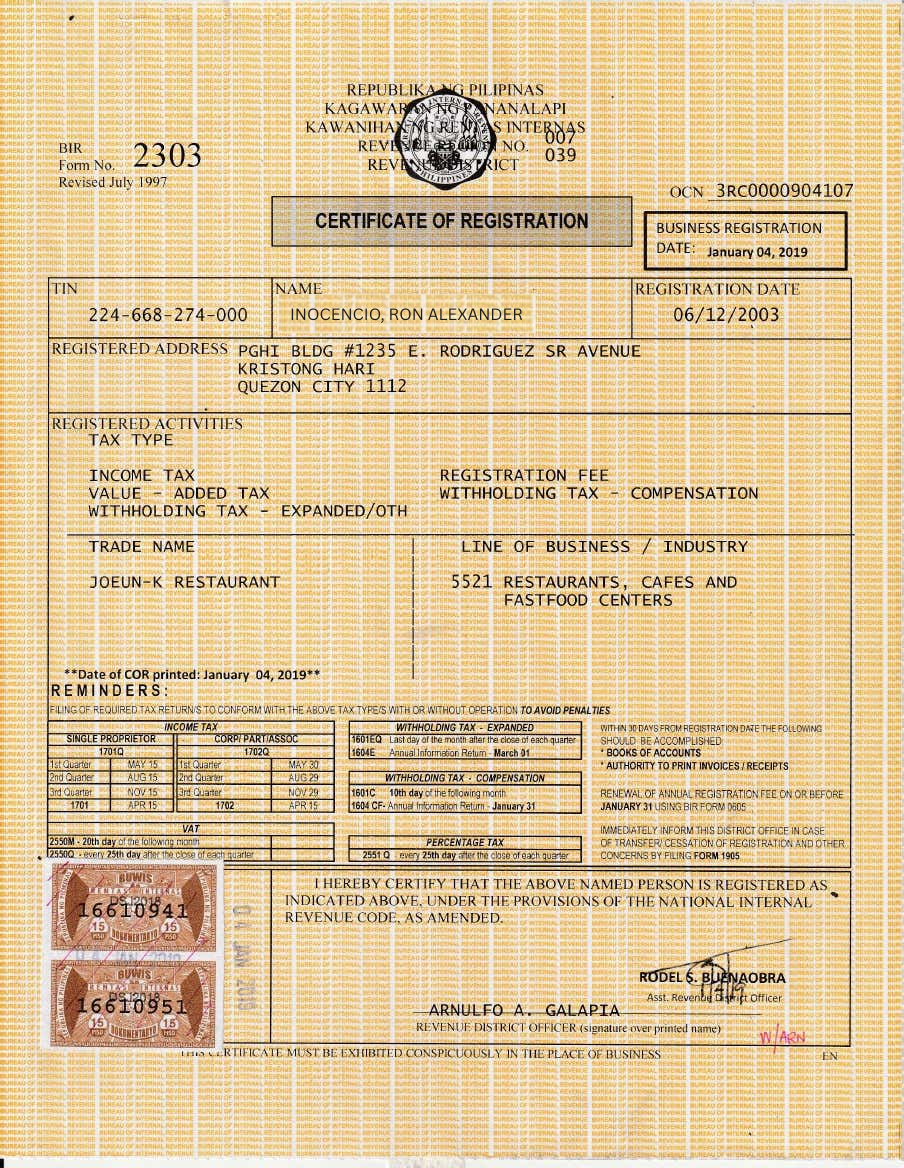 REPUBLIKA NG PILIPINAS
KAGAWARAN NG PANANALAPI
KAWANIHAN NG RENTAS INTERNAS
REVENUE REGION NO. 007
REVENUE DISTRICT 039
BIR
Form No. 2303
Revised July 1997
OCN 3RC0000904107
CERTIFICATE OF REGISTRATION
BUSINESS REGISTRATION
DATE: January 04, 2019
TIN NAME REGISTRATION DATE
224-668-274-000 INOCENCIO, RON ALEXANDER 06/12/2003
REGISTERED ADDRESS PGHI BLDG #1235 E. RODRIGUEZ SR AVENUE
KRISTONG HARI
QUEZON CITY 1112
REGISTERED ACTIVITIES
TAX TYPE
INCOME TAX REGISTRATION FEE
VALUE - ADDED TAX WITHHOLDING TAX - COMPENSATION
WITHHOLDING TAX - EXPANDED/OTH
TRADE NAME LINE OF BUSINESS / INDUSTRY
JOEUN-K RESTAURANT 5521 RESTAURANTS, CAFES AND
FASTFOOD CENTERS
**Date of COR printed: January 04, 2019**
REMINDERS:
FILING OF REQUIRED TAX RETURN/S TO CONFORM WITH THE ABOVE TAX TYPE/S WITH OR WITHOUT OPERATION TO AVOID PENALTIES
INCOME TAX
SINGLE PROPRIETOR CORP/ PART/ASSOC
1701Q 1702Q
1st Quarter MAY 15 1st Quarter MAY 30
2nd Quarter AUG 15 2nd Quarter AUG 29
3rd Quarter NOV 15 3rd Quarter NOV 29
1701 APR 15 1702 APR 15
VAT
2550M - 20th day of the following month
2550Q - every 25th day after the close of each quarter
WITHHOLDING TAX - EXPANDED
1601EQ Last day of the month after the close of each quarter
1604E Annual Information Return - March 01
WITHHOLDING TAX - COMPENSATION
1601C 10th day of the following month
1604 CF- Annual Information Return - January 31
PERCENTAGE TAX
2551 Q - every 25th day after the close of each quarter
WITHIN 30 DAYS FROM REGISTRATION DATE THE FOLLOWING
SHOULD BE ACCOMPLISHED
* BOOKS OF ACCOUNTS
* AUTHORITY TO PRINT INVOICES / RECEIPTS
RENEWAL OF ANNUAL REGISTRATION FEE ON OR BEFORE
JANUARY 31 USING BIR FORM 0605
IMMEDIATELY INFORM THIS DISTRICT OFFICE IN CASE
OF TRANSFER/ CESSATION OF REGISTRATION AND OTHER
CONCERNS BY FILING FORM 1905
BUWIS
RENTAS INTERNAS
DSJ2018
16610941
15 15
DOKUMENTARYO
04 JAN 2019
BUWIS
RENTAS INTERNAS
DSJ2018
16610951
15 15
DOKUMENTARYO
04 JAN 2019
I HEREBY CERTIFY THAT THE ABOVE NAMED PERSON IS REGISTERED AS
INDICATED ABOVE, UNDER THE PROVISIONS OF THE NATIONAL INTERNAL
REVENUE CODE, AS AMENDED.
RODEL S. BUENAOBRA
Asst. Revenue District Officer
ARNULFO A. GALAPIA
REVENUE DISTRICT OFFICER (signature over printed name)
W/ARN
THIS CERTIFICATE MUST BE EXHIBITED CONSPICUOUSLY IN THE PLACE OF BUSINESS EN